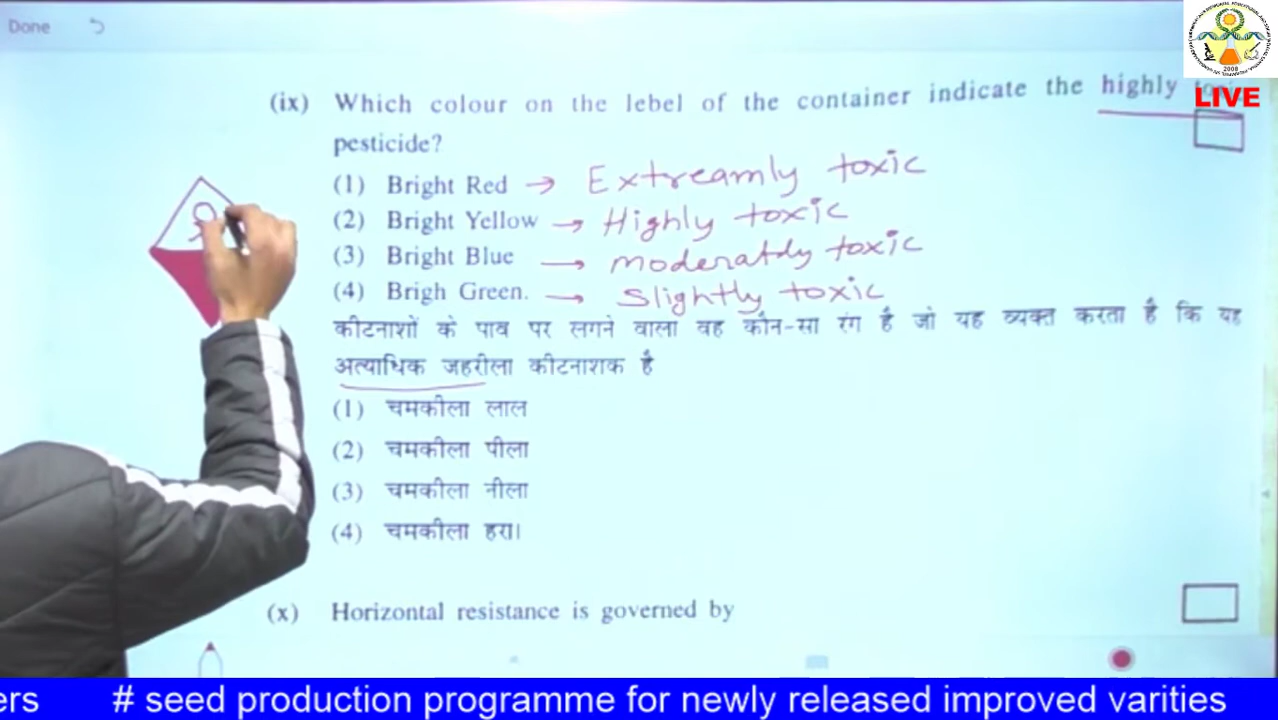 Done
LIVE
(ix) Which colour on the lebel of the container indicate the highly
pesticide?
(1) Bright Red → Extreamly toxic
(2) Bright Yellow → Highly toxic
(3) Bright Blue → moderatly toxic
(4) Brigh Green. → Slightly toxic
कीटनाशों के पाव पर लगने वाला वह कौन-सा रंग है जो यह व्यक्त करता है कि यह
अत्याधिक जहरीला कीटनाशक है
(1) चमकीला लाल
(2) चमकीला पीला
(3) चमकीला नीला
(4) चमकीला हरा।
(x) Horizontal resistance is governed by
ers # seed production programme for newly released improved varities
2008